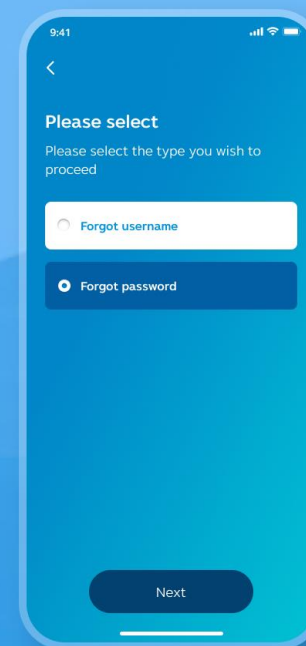 9:41
Please select
Please select the type you wish to
proceed
Forgot username
Forgot password
Next